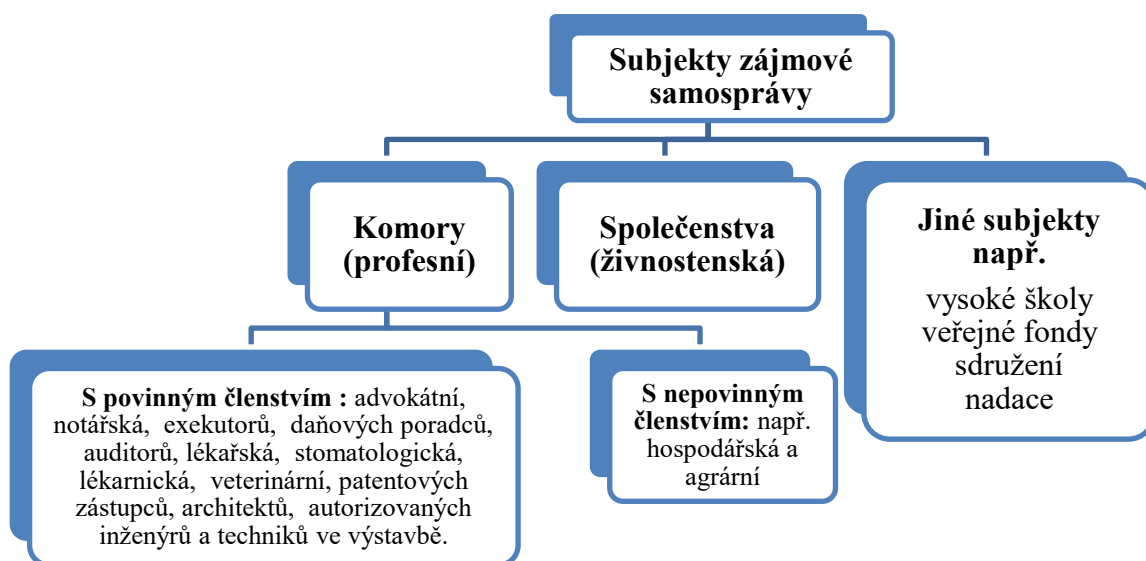 Subjekty zájmové
samosprávy
Komory
(profesní)
Společenstva
(živnostenská)
Jiné subjekty
např.
vysoké školy
veřejné fondy
sdružení
nadace
S povinným členstvím : advokátní,
notářská, exekutorů, daňových poradců,
auditorů, lékařská, stomatologická,
lékarnická, veterinární, patentových
zástupců, architektů, autorizovaných
inženýrů a techniků ve výstavbě.
S nepovinným
členstvím: např.
hospodářská a
agrární